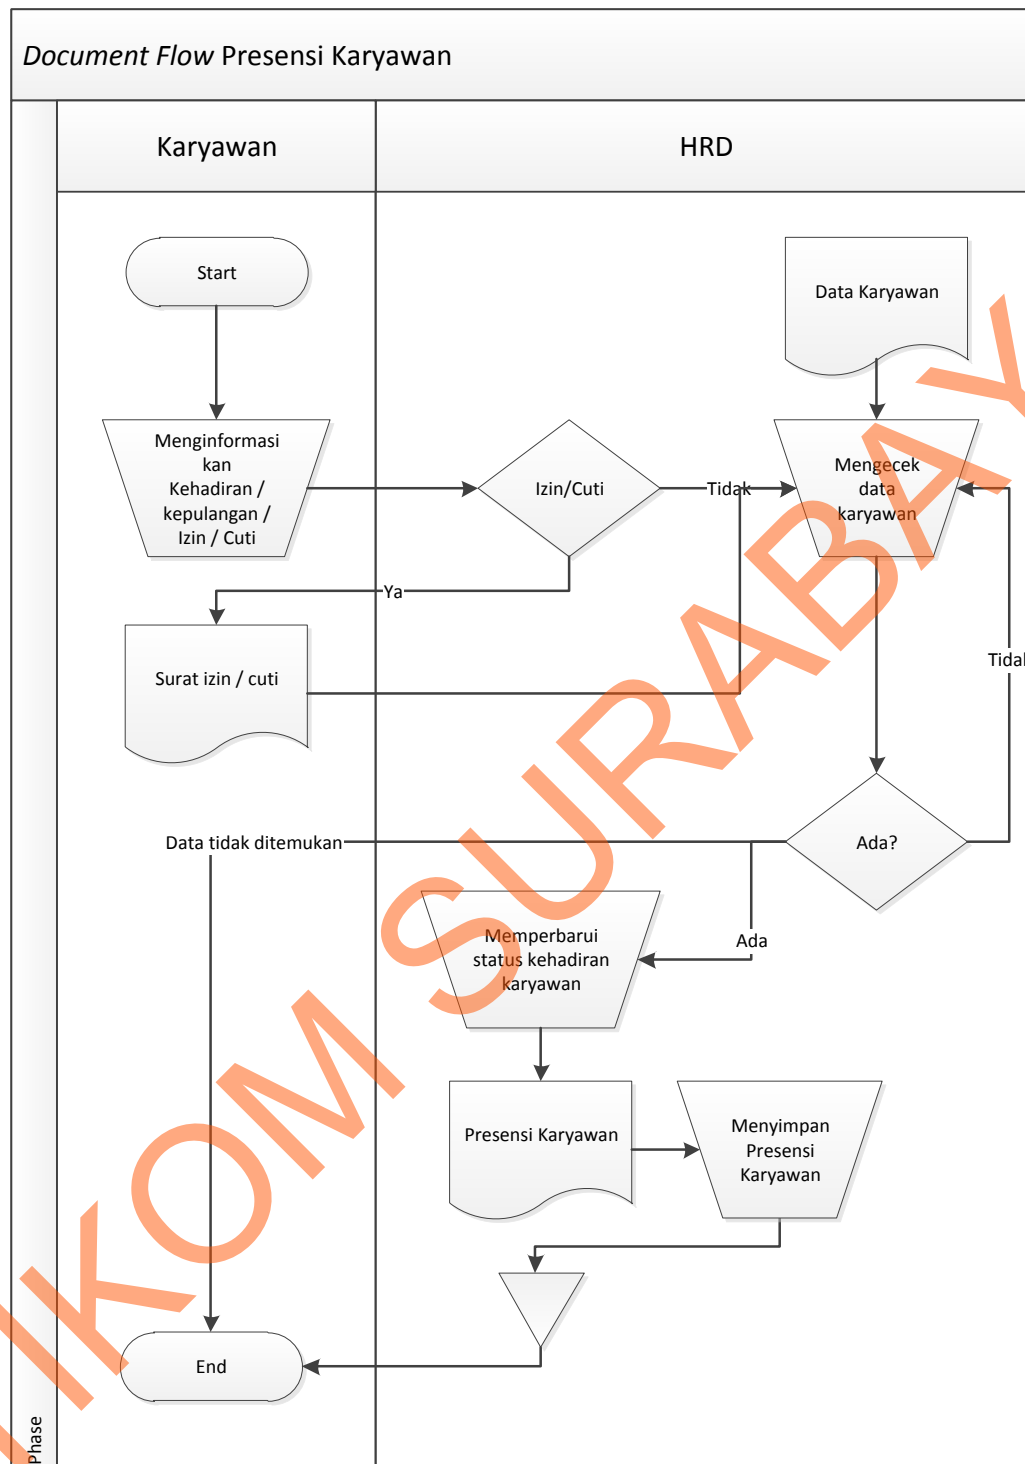 Document Flow Presensi Karyawan
Karyawan
HRD
Start
Data Karyawan
Menginformasi
kan
Kehadiran /
kepulangan /
Izin / Cuti
Izin/Cuti
Tidak
Mengecek
data
karyawan
Ya
Surat izin / cuti
Tidak
Data tidak ditemukan
Ada?
Memperbarui
status kehadiran
karyawan
Ada
Presensi Karyawan
Menyimpan
Presensi
Karyawan
End
Phase
IKOM SURABAY